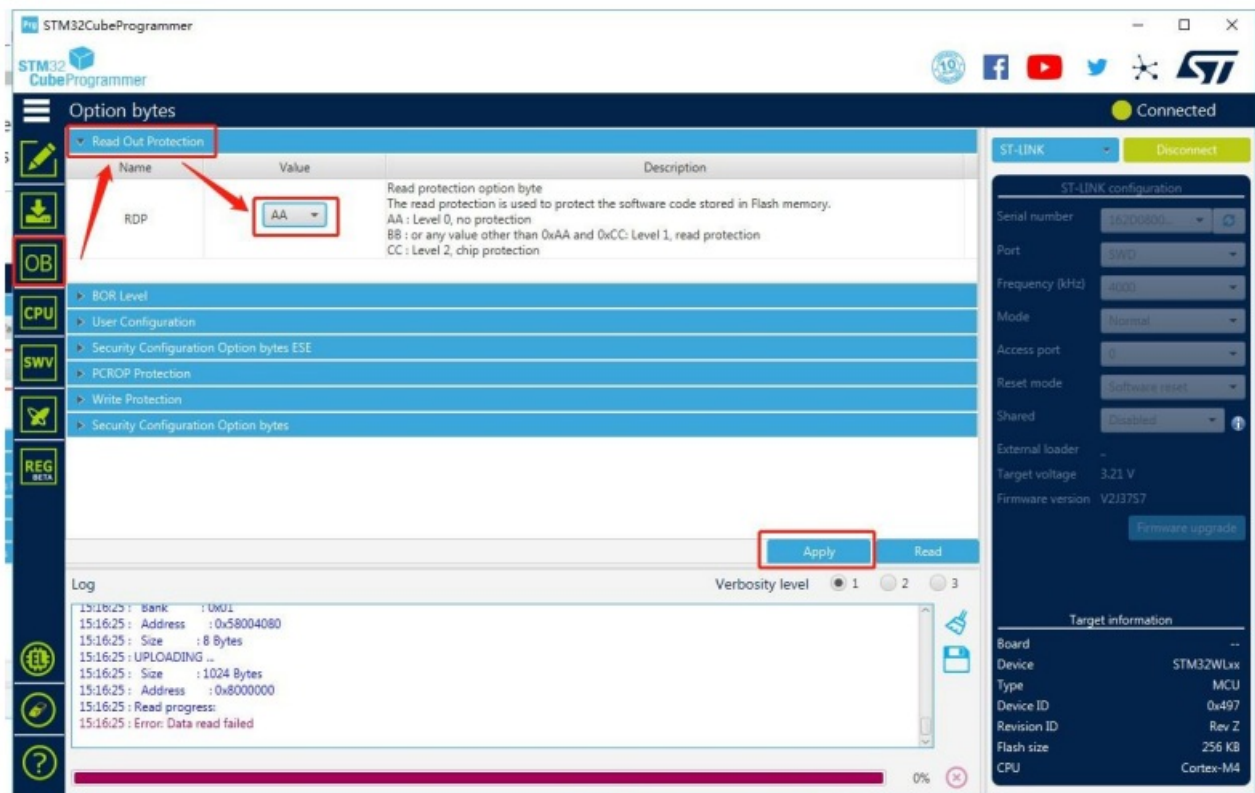 STM32CubeProgrammer
STM32
CubeProgrammer
Option bytes
Connected
Read Out Protection
Name Value Description
RDP
AA
Read protection option byte
The read protection is used to protect the software code stored in Flash memory.
AA : Level 0, no protection
BB : or any value other than 0xAA and 0xCC: Level 1, read protection
CC : Level 2, chip protection
BOR Level
User Configuration
Security Configuration Option bytes ESE
PCROP Protection
Write Protection
Security Configuration Option bytes
Apply Read
OB
CPU
SWV
REG
BETA
Log
Verbosity level 1 2 3
15:16:25 : Bank : 0x01
15:16:25 : Address : 0x58004080
15:16:25 : Size : 8 Bytes
15:16:25 : UPLOADING ...
15:16:25 : Size : 1024 Bytes
15:16:25 : Address : 0x8000000
15:16:25 : Read progress:
15:16:25 : Error: Data read failed
0%
ST-LINK Disconnect
ST-LINK configuration
Serial number 162D0800...
Port SWD
Frequency (kHz) 4000
Mode Normal
Access port 0
Reset mode Software reset
Shared Disabled
External loader _
Target voltage 3.21 V
Firmware version V2J37S7
Firmware upgrade
Target information
Board --
Device STM32WLxx
Type MCU
Device ID 0x497
Revision ID Rev Z
Flash size 256 KB
CPU Cortex-M4